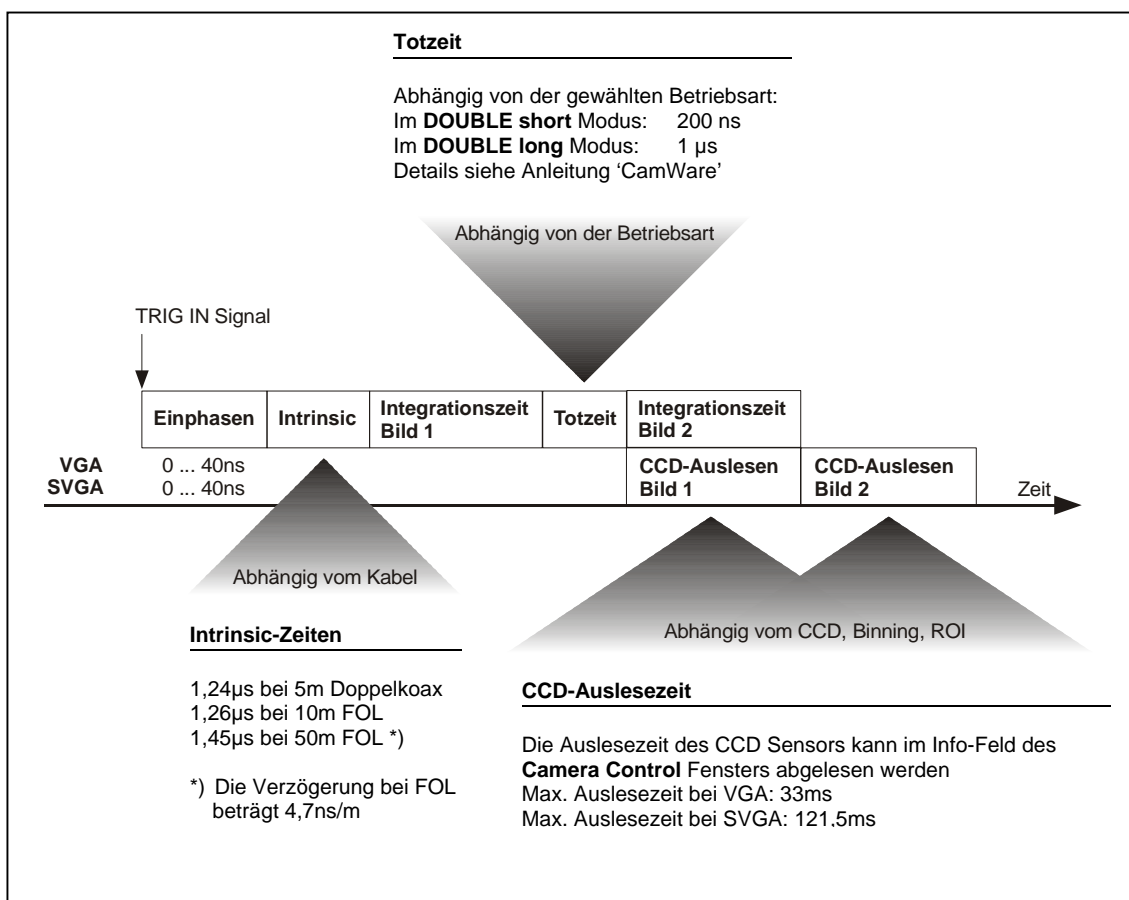 Totzeit
Abhängig von der gewählten Betriebsart:
Im DOUBLE short Modus: 200 ns
Im DOUBLE long Modus: 1 µs
Details siehe Anleitung ‘CamWare’
Abhängig von der Betriebsart
TRIG IN Signal
Einphasen
Intrinsic
Integrationszeit
Bild 1
Totzeit
Integrationszeit
Bild 2
VGA 0 ... 40ns
SVGA 0 ... 40ns
CCD-Auslesen
Bild 1
CCD-Auslesen
Bild 2
Zeit
Abhängig vom Kabel
Intrinsic-Zeiten
1,24µs bei 5m Doppelkoax
1,26µs bei 10m FOL
1,45µs bei 50m FOL *)
*) Die Verzögerung bei FOL
beträgt 4,7ns/m
Abhängig vom CCD, Binning, ROI
CCD-Auslesezeit
Die Auslesezeit des CCD Sensors kann im Info-Feld des
Camera Control Fensters abgelesen werden
Max. Auslesezeit bei VGA: 33ms
Max. Auslesezeit bei SVGA: 121,5ms